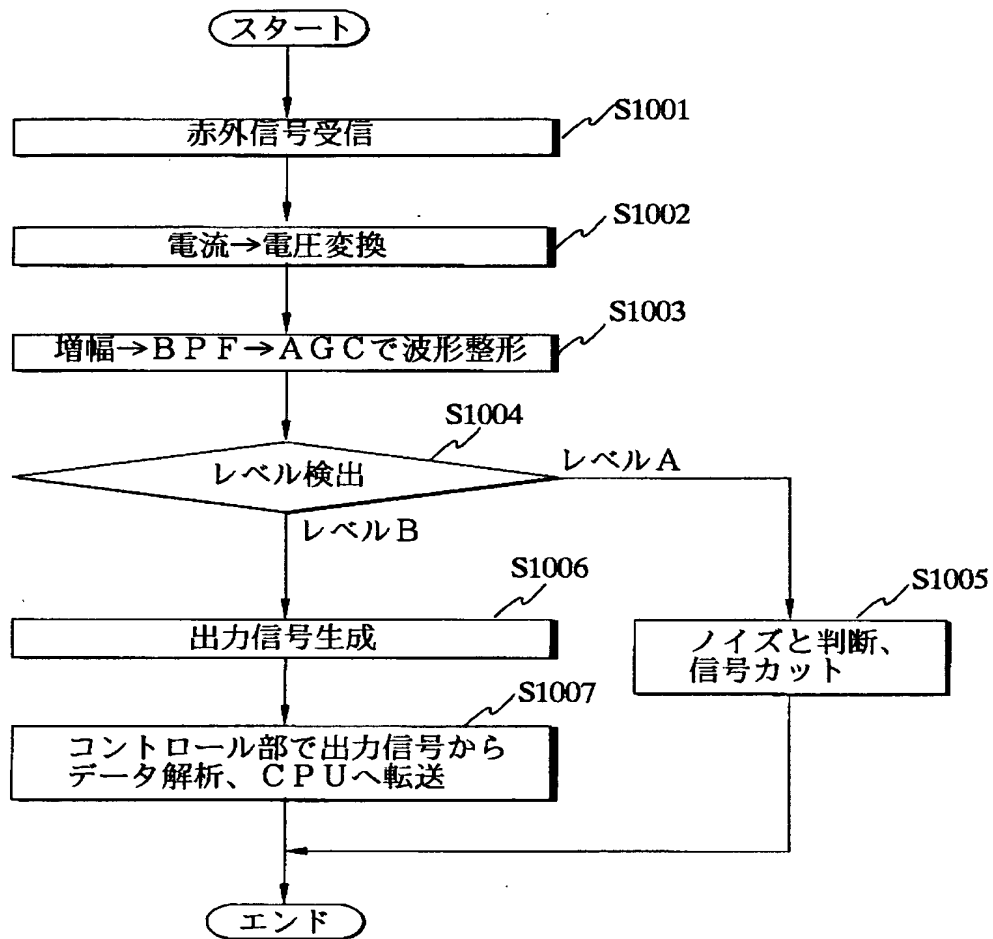 スタート
S1001
赤外信号受信
S1002
電流→電圧変換
S1003
増幅→BPF→AGCで波形整形
S1004
レベル検出
レベルA
レベルB
S1006
出力信号生成
S1005
ノイズと判断、
信号カット
S1007
コントロール部で出力信号から
データ解析、CPUへ転送
エンド